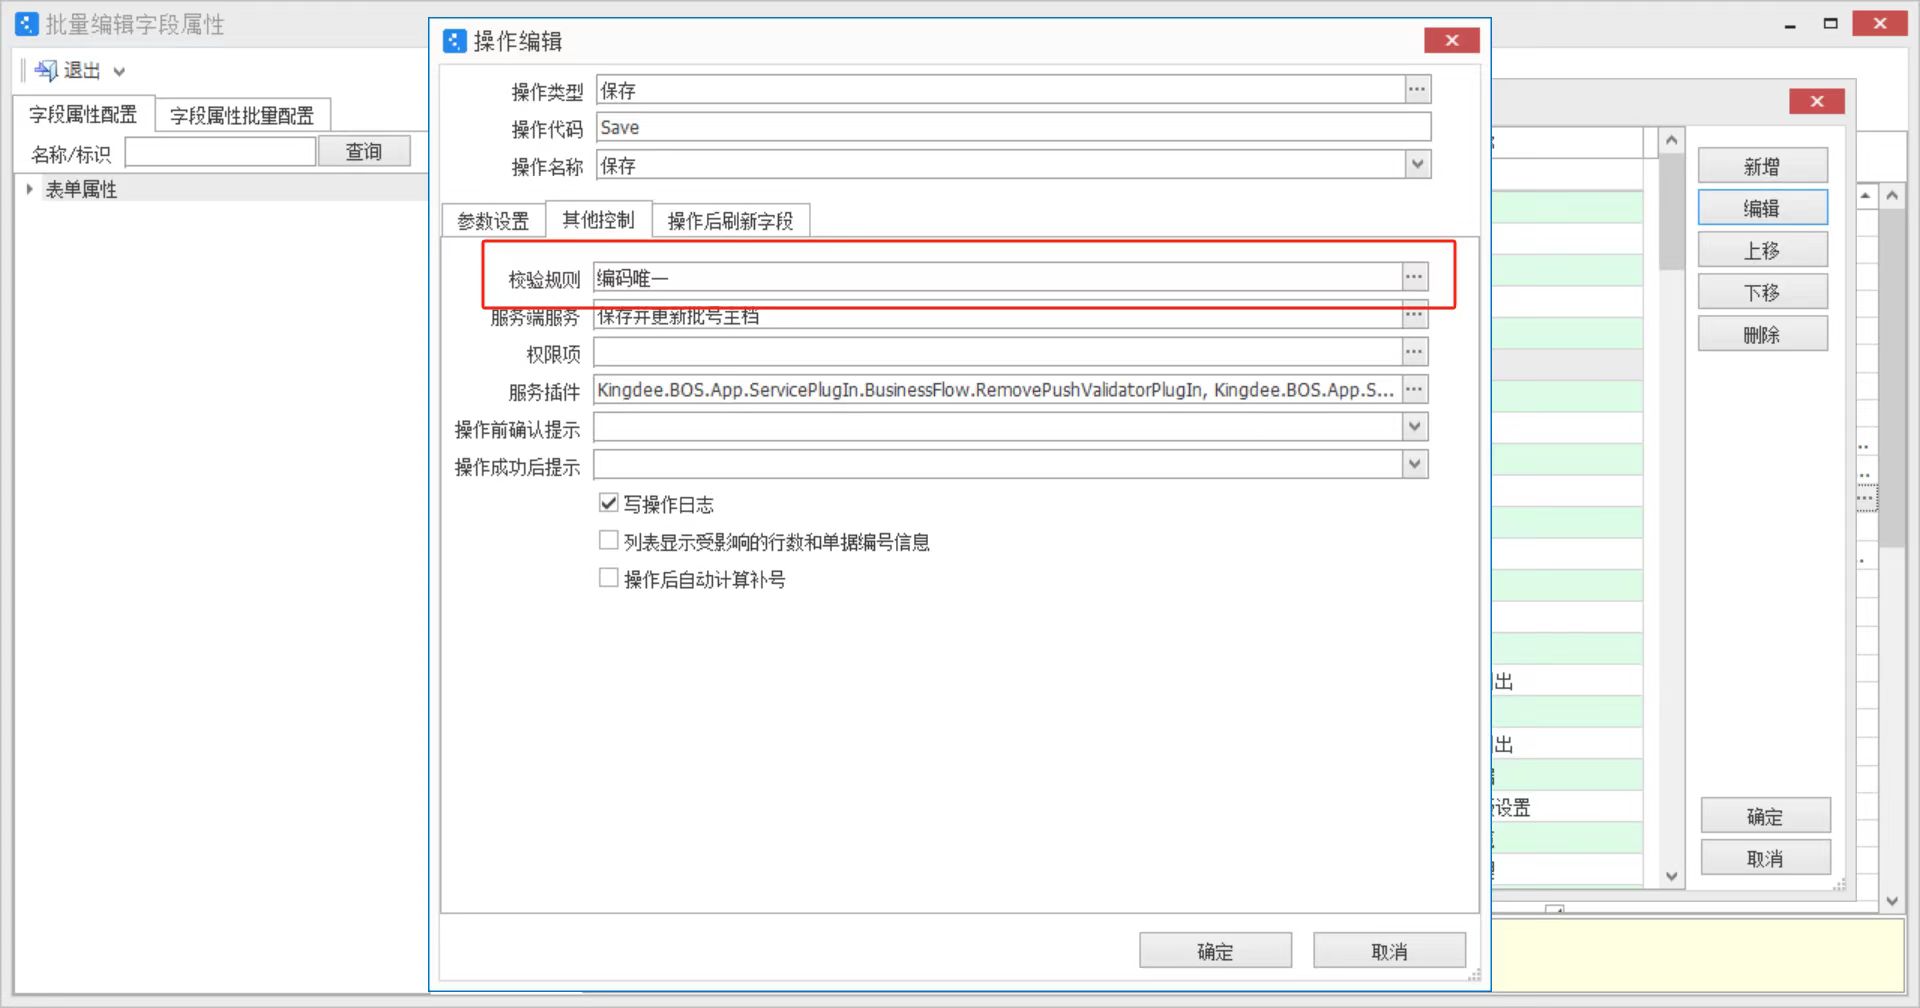 批量编辑字段属性
退出
字段属性配置 字段属性批量配置
名称/标识 查询
表单属性
操作编辑
操作类型 保存 ...
操作代码 Save
操作名称 保存
参数设置 其他控制 操作后刷新字段
校验规则 编码唯一 ...
服务端服务 保存并更新批号主档 ...
权限项 ...
服务插件 Kingdee.BOS.App.ServicePlugIn.BusinessFlow.RemovePushValidatorPlugIn, Kingdee.BOS.App.S... ...
操作前确认提示
操作成功后提示
写操作日志
列表显示受影响的行数和单据编号信息
操作后自动计算补号
确定 取消
新增
编辑
上移
下移
删除
出
出
设置
确定
取消